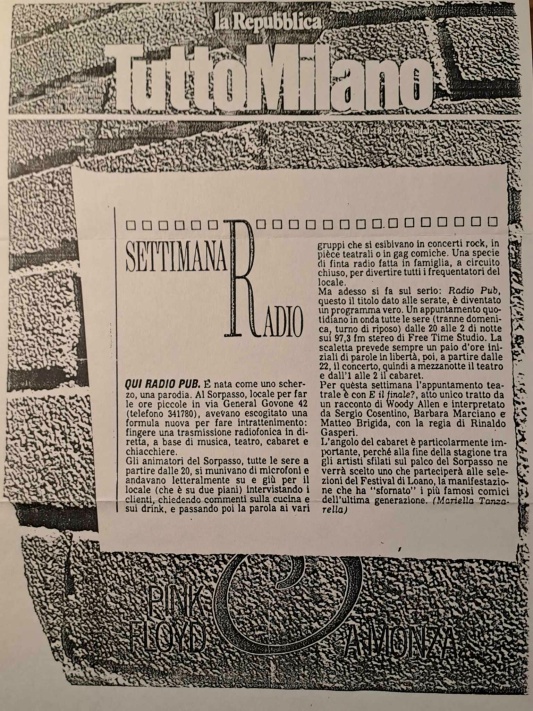 la Repubblica
TuttoMilano
SETTIMANA RADIO
QUI RADIO PUB. È nata come uno scher-
zo, una parodia. Al Sorpasso, locale per far
le ore piccole in via General Govone 42
(telefono 341780), avevano escogitato una
formula nuova per fare intrattenimento:
fingere una trasmissione radiofonica in di-
retta, a base di musica, teatro, cabaret e
chiacchiere.
Gli animatori del Sorpasso, tutte le sere a
partire dalle 20, si munivano di microfoni e
andavano letteralmente su e giù per il
locale (che è su due piani) intervistando i
clienti, chiedendo commenti sulla cucina e
sui drink, e passando poi la parola ai vari
gruppi che si esibivano in concerti rock, in
pièce teatrali o in gag comiche. Una specie
di finta radio fatta in famiglia, a circuito
chiuso, per divertire tutti i frequentatori del
locale.
Ma adesso si fa sul serio: Radio Pub,
questo il titolo dato alle serate, è diventato
un programma vero. Un appuntamento quo-
tidiano in onda tutte le sere (tranne domeni-
ca, turno di riposo) dalle 20 alle 2 di notte
sui 97,3 fm stereo di Free Time Studio. La
scaletta prevede sempre un paio d'ore ini-
ziali di parole in libertà, poi, a partire dalle
22, il concerto, quindi a mezzanotte il teatro
e dall'1 alle 2 il cabaret.
Per questa settimana l'appuntamento tea-
trale è con E il finale?, atto unico tratto da
un racconto di Woody Allen e interpretato
da Sergio Cosentino, Barbara Marciano e
Matteo Brigida, con la regia di Rinaldo
Gasperi.
L'angolo del cabaret è particolarmente im-
portante, perché alla fine della stagione tra
gli artisti sfilati sul palco del Sorpasso ne
verrà scelto uno che parteciperà alle sele-
zioni del Festival di Loano, la manifestazio-
ne che ha "sfornato" i più famosi comici
dell'ultima generazione. (Mariella Tanza-
rella)
PINK
FLOYD
A MONZA